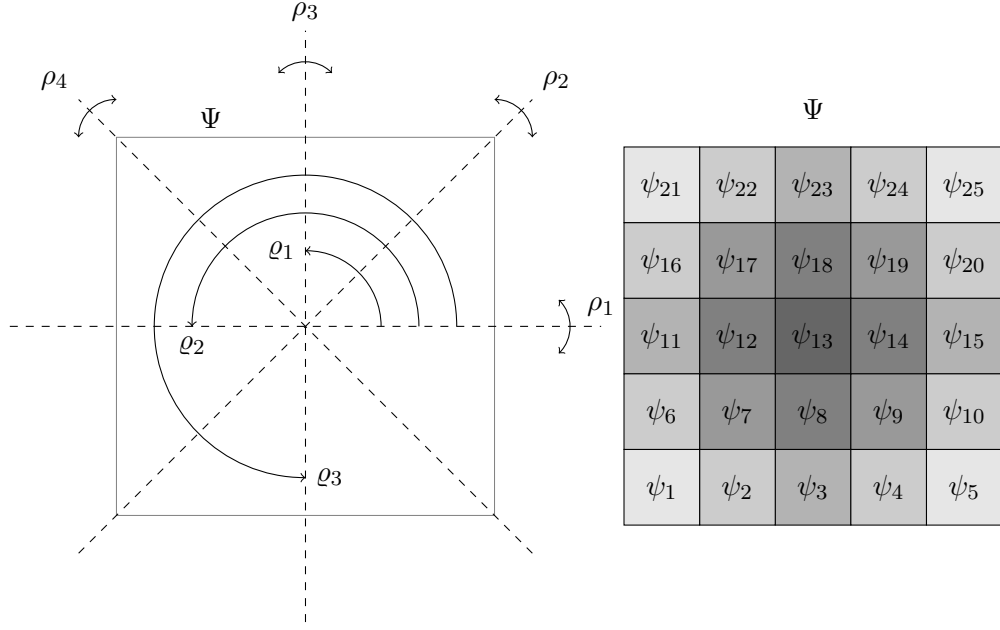 ρ₃
ρ₄
ρ₂
Ψ
ϱ₁
ρ₁
ϱ₂
ϱ₃
Ψ
ψ₂₁ ψ₂₂ ψ₂₃ ψ₂₄ ψ₂₅
ψ₁₆ ψ₁₇ ψ₁₈ ψ₁₉ ψ₂₀
ψ₁₁ ψ₁₂ ψ₁₃ ψ₁₄ ψ₁₅
ψ₆ ψ₇ ψ₈ ψ₉ ψ₁₀
ψ₁ ψ₂ ψ₃ ψ₄ ψ₅